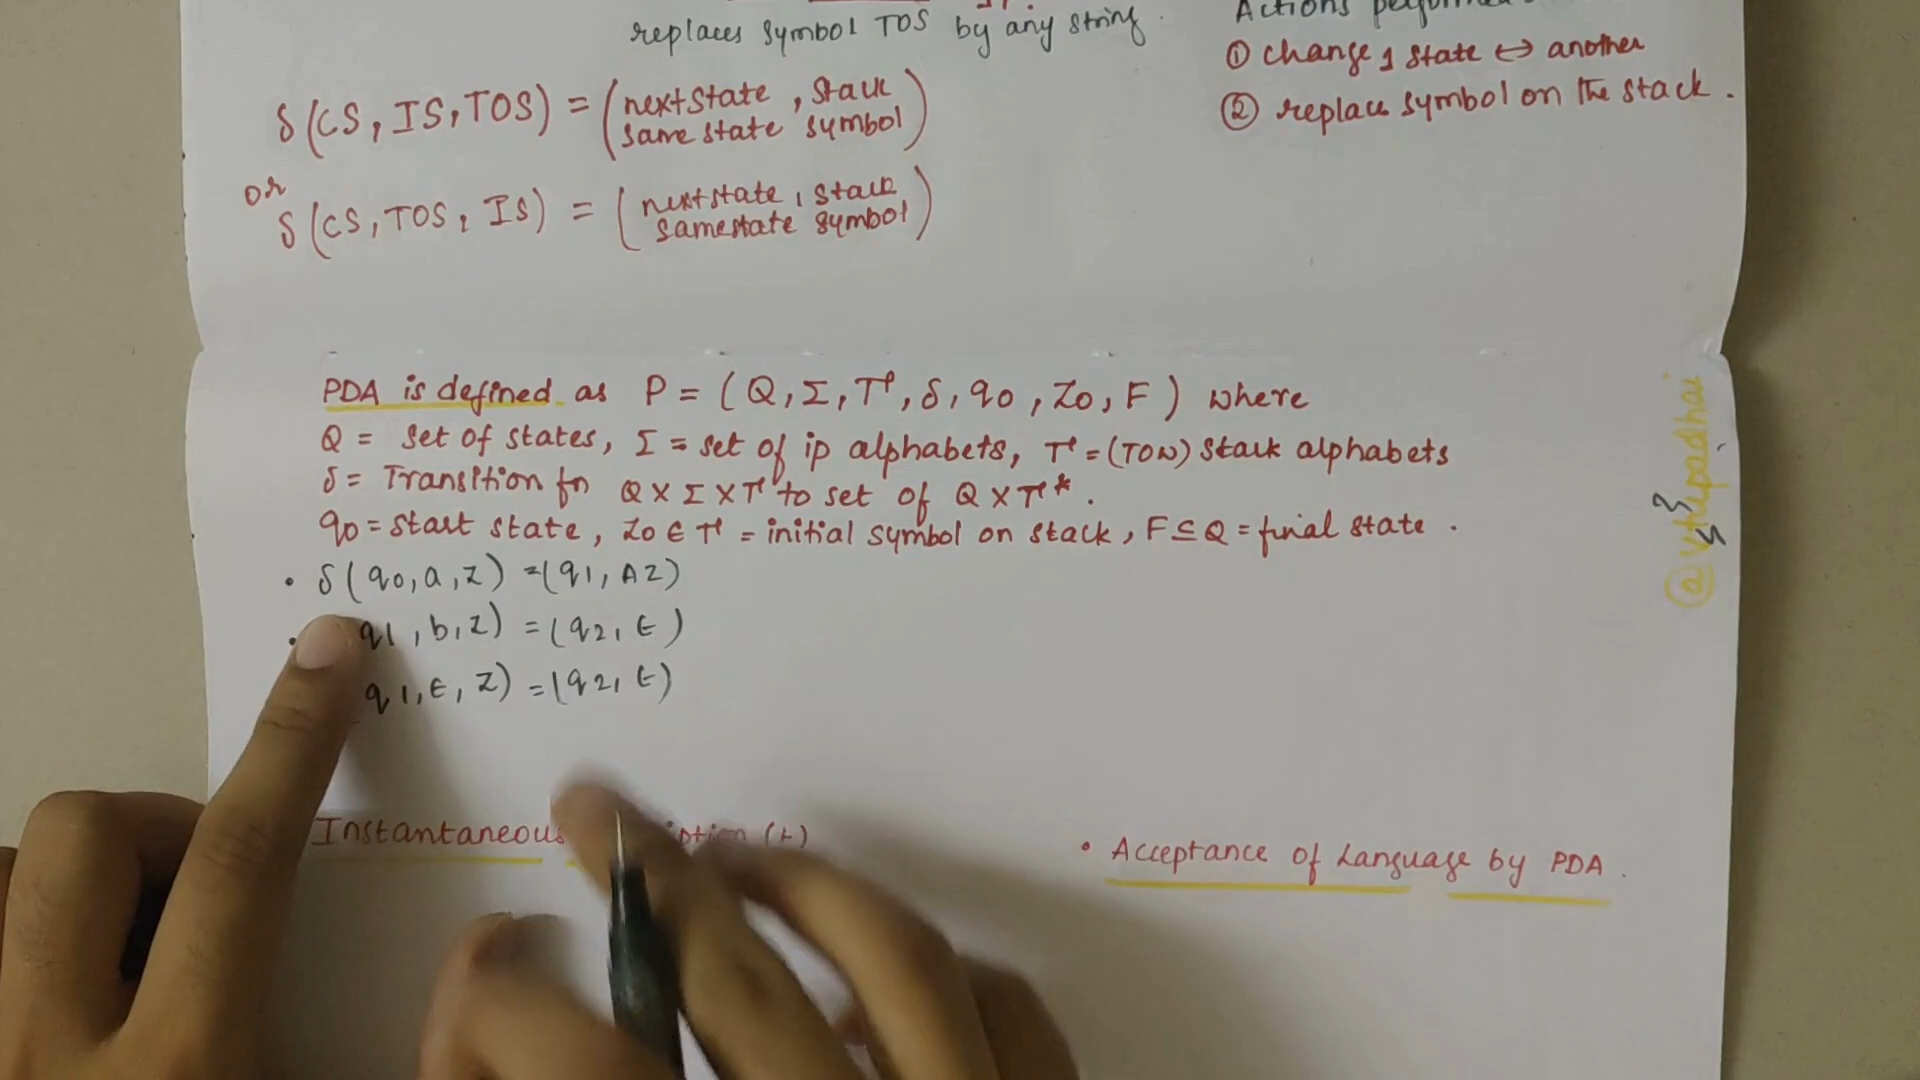 replaces symbol TOS by any string.
Actions
① change 1 state ↔ another
② replace symbol on the stack.
δ(CS, IS, TOS) = (nextstate, stack
samestate symbol)
or
δ(CS, TOS, IS) = (nextstate, stack
samestate symbol)
PDA is defined as P = (Q, Σ, Γ, δ, q0, Z0, F) where
Q = set of states, Σ = set of ip alphabets, Γ = (TOW) stack alphabets
δ = Transition fn Q × Σ × Γ to set of Q × Γ*.
q0 = start state, Z0 ∈ Γ = initial symbol on stack, F ⊆ Q = final state.
• δ(q0, a, z) = (q1, AZ)
• q1, b, z) = (q2, ε)
q1, ε, z) = (q2, ε)
Instantaneous (⊢)
• Acceptance of Language by PDA.
@vtupadhai